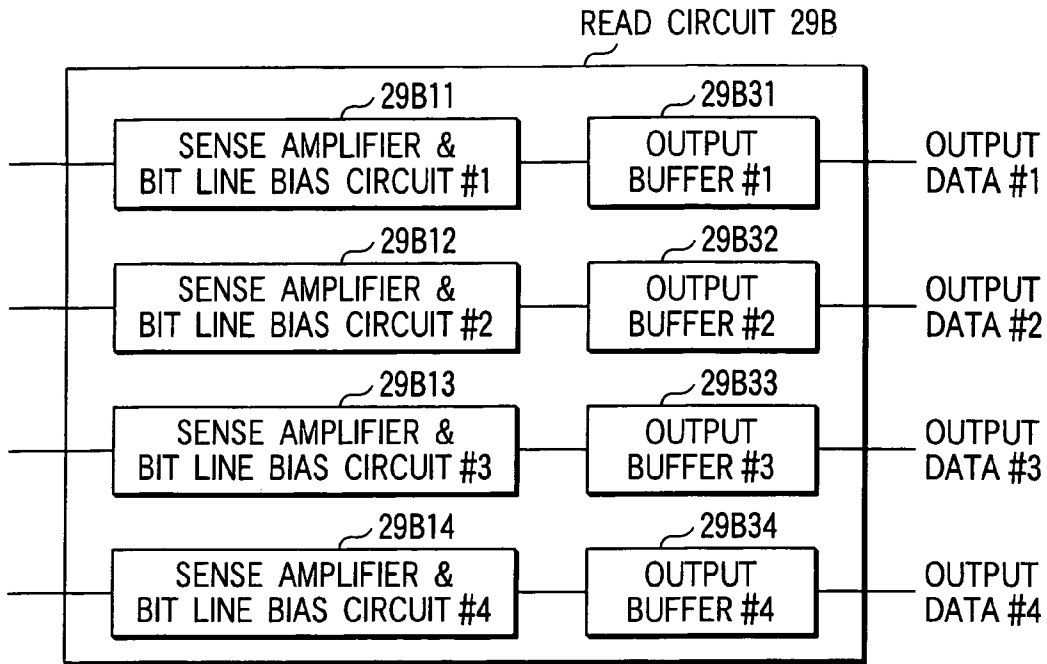 READ CIRCUIT 29B
29B11
29B31
SENSE AMPLIFIER &
BIT LINE BIAS CIRCUIT #1
OUTPUT
BUFFER #1
OUTPUT
DATA #1
29B12
29B32
SENSE AMPLIFIER &
BIT LINE BIAS CIRCUIT #2
OUTPUT
BUFFER #2
OUTPUT
DATA #2
29B13
29B33
SENSE AMPLIFIER &
BIT LINE BIAS CIRCUIT #3
OUTPUT
BUFFER #3
OUTPUT
DATA #3
29B14
29B34
SENSE AMPLIFIER &
BIT LINE BIAS CIRCUIT #4
OUTPUT
BUFFER #4
OUTPUT
DATA #4